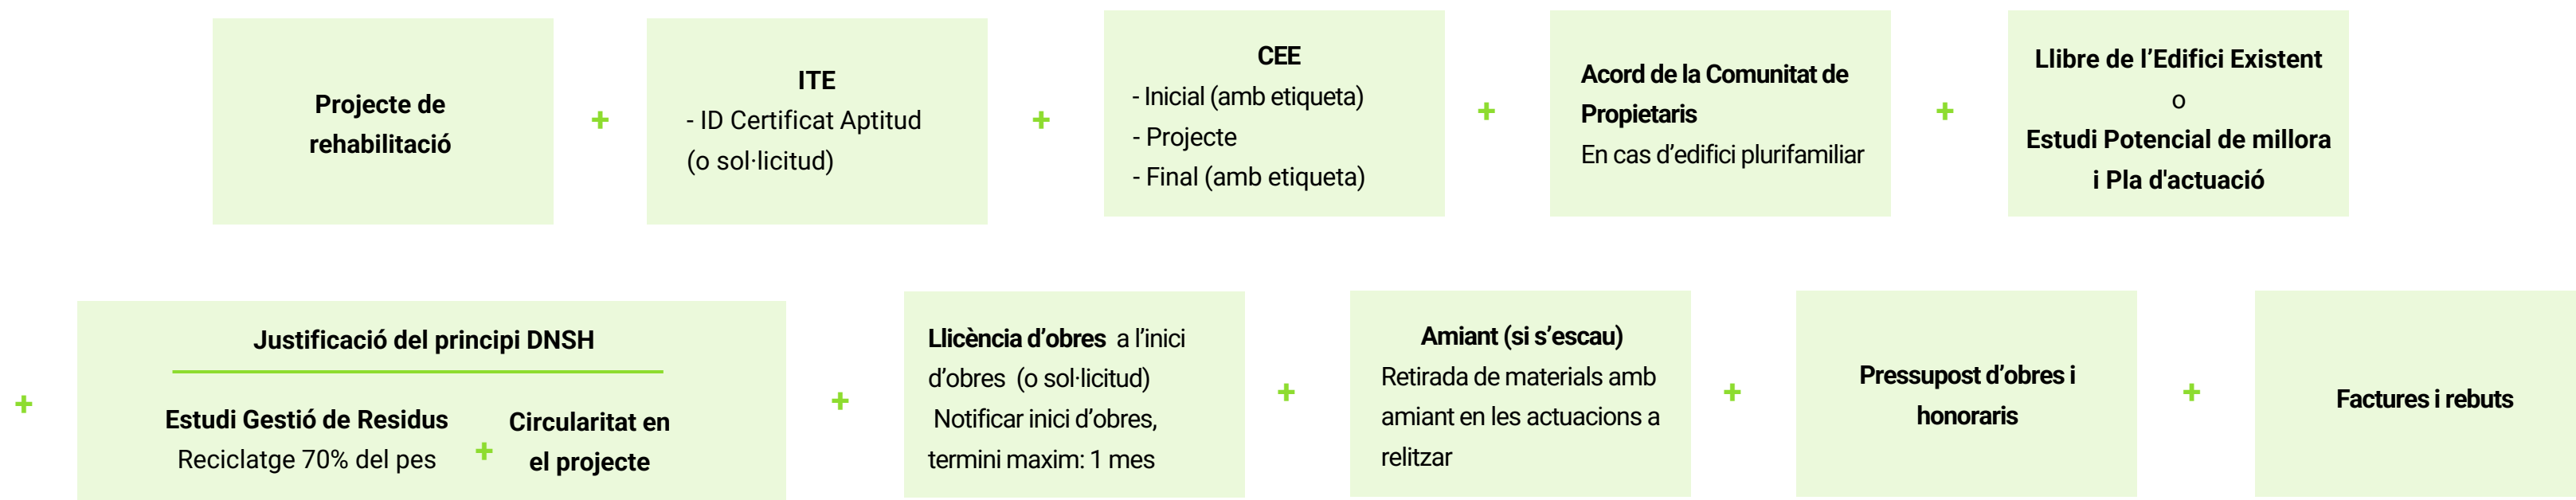 Projecte de
rehabilitació
+
ITE
- ID Certificat Aptitud
(o sol·licitud)
+
CEE
- Inicial (amb etiqueta)
- Projecte
- Final (amb etiqueta)
+
Acord de la Comunitat de
Propietaris
En cas d’edifici plurifamiliar
+
Llibre de l’Edifici Existent
o
Estudi Potencial de millora
i Pla d'actuació
+
Justificació del principi DNSH
Estudi Gestió de Residus
Reciclatge 70% del pes
+
Circularitat en
el projecte
+
Llicència d’obres a l’inici
d’obres (o sol·licitud)
Notificar inici d’obres,
termini maxim: 1 mes
+
Amiant (si s’escau)
Retirada de materials amb
amiant en les actuacions a
relitzar
+
Pressupost d’obres i
honoraris
+
Factures i rebuts